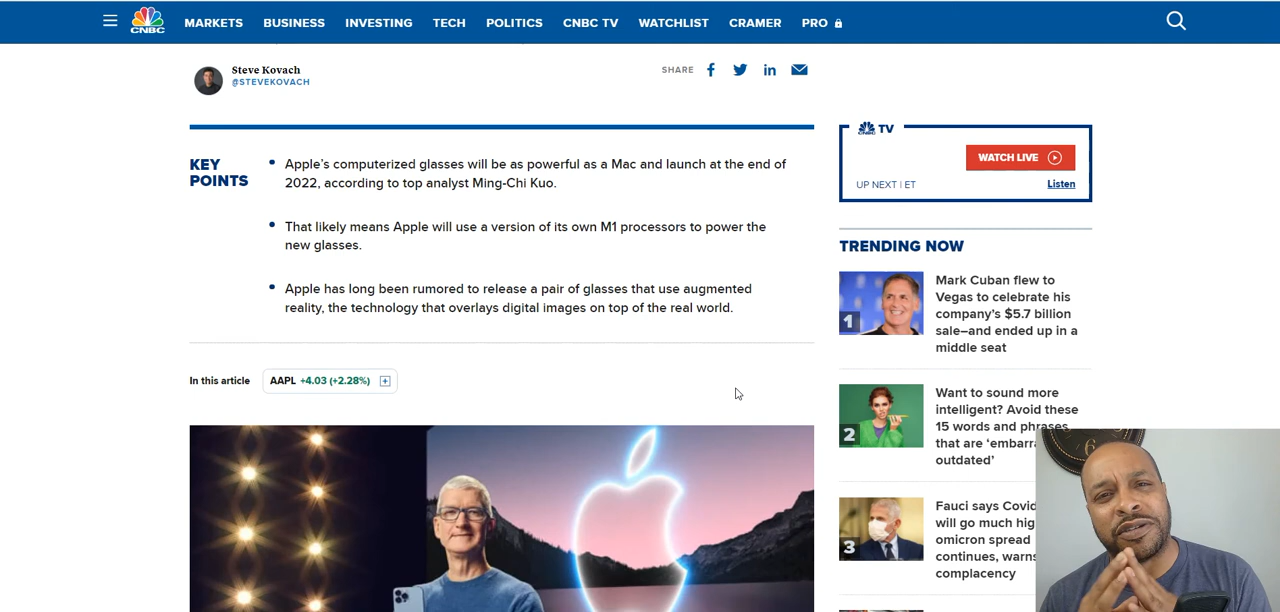 CNBC
MARKETS BUSINESS INVESTING TECH POLITICS CNBC TV WATCHLIST CRAMER PRO
Steve Kovach
@STEVEKOVACH
SHARE
KEY
POINTS
Apple's computerized glasses will be as powerful as a Mac and launch at the end of
2022, according to top analyst Ming-Chi Kuo.
That likely means Apple will use a version of its own M1 processors to power the
new glasses.
Apple has long been rumored to release a pair of glasses that use augmented
reality, the technology that overlays digital images on top of the real world.
In this article AAPL +4.03 (+2.28%)
CNBC TV
WATCH LIVE
UP NEXT | ET Listen
TRENDING NOW
1
Mark Cuban flew to
Vegas to celebrate his
company's $5.7 billion
sale—and ended up in a
middle seat
2
Want to sound more
intelligent? Avoid these
15 words and phrases
that are ‘embarra
outdated’
3
Fauci says Covid
will go much hig
omicron spread
continues, warns
complacency
6